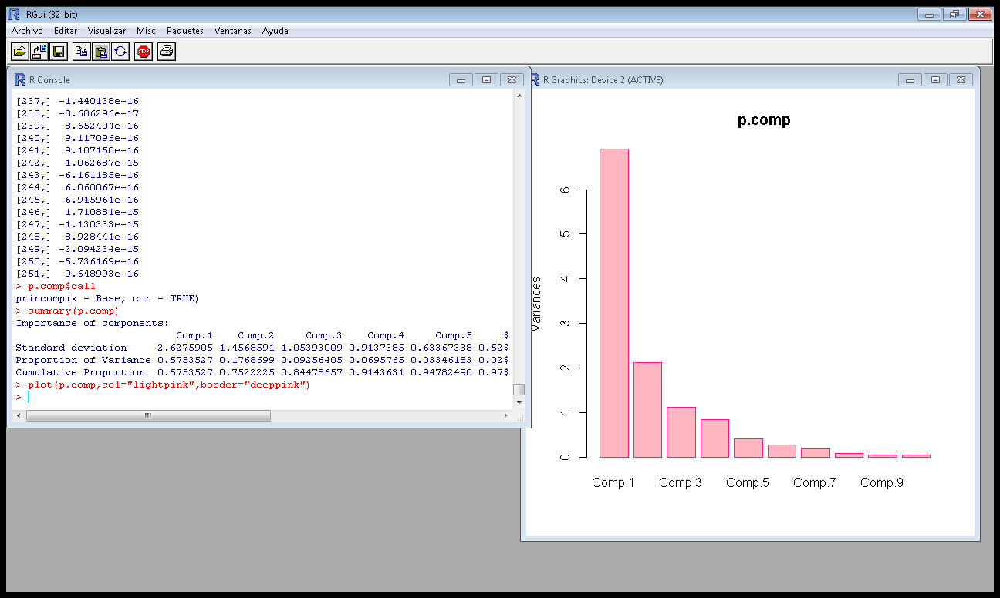 RGui (32-bit)
Archivo Editar Visualizar Misc Paquetes Ventanas Ayuda
STOP
R Console
[237,] -1.440138e-16
[238,] -8.686296e-17
[239,]  8.652404e-16
[240,]  9.117096e-16
[241,]  9.107150e-16
[242,]  1.062687e-15
[243,] -6.161185e-16
[244,]  6.060067e-16
[245,]  6.915961e-16
[246,]  1.710881e-15
[247,] -1.130333e-15
[248,]  8.928441e-16
[249,] -2.094234e-15
[250,] -5.736169e-16
[251,]  9.648993e-16
> p.comp$call
princomp(x = Base, cor = TRUE)
> summary(p.comp)
Importance of components:
                          Comp.1    Comp.2     Comp.3    Comp.4     Comp.5     $
Standard deviation     2.6275905 1.4568591 1.05393009 0.9137385 0.63367338 0.52$
Proportion of Variance 0.5753527 0.1768699 0.09256405 0.0695765 0.03346183 0.02$
Cumulative Proportion  0.5753527 0.7522225 0.84478657 0.9143631 0.94782490 0.97$
> plot(p.comp,col="lightpink",border="deeppink")
>
R Graphics: Device 2 (ACTIVE)
p.comp
Variances
6
5
4
3
2
1
0
Comp.1 Comp.3 Comp.5 Comp.7 Comp.9